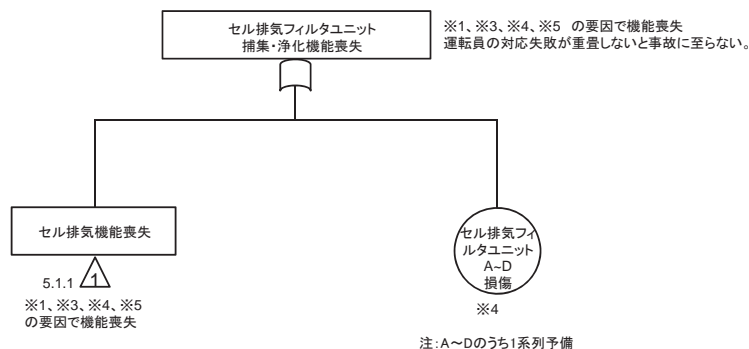 セル排気フィルタユニット
捕集・浄化機能喪失
※1、※3、※4、※5 の要因で機能喪失
運転員の対応失敗が重畳しないと事故に至らない。
セル排気機能喪失
5.1.1
1
※1、※3、※4、※5
の要因で機能喪失
セル排気フィ
ルタユニット
A~D
損傷
※4
注:A～Dのうち1系列予備